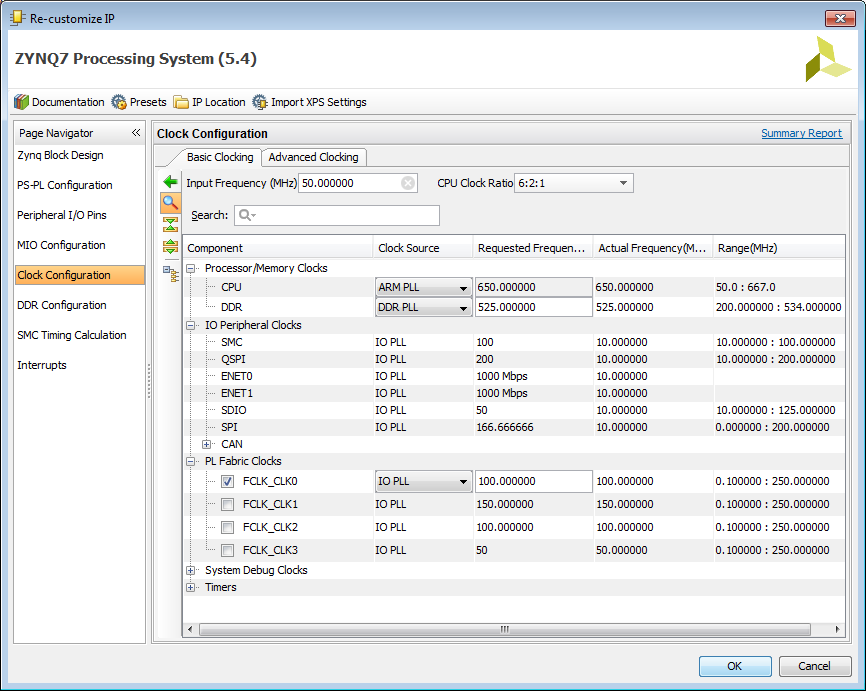 Re-customize IP
ZYNQ7 Processing System (5.4)
Documentation Presets IP Location Import XPS Settings
Page Navigator «
Zynq Block Design
PS-PL Configuration
Peripheral I/O Pins
MIO Configuration
Clock Configuration
DDR Configuration
SMC Timing Calculation
Interrupts
Clock Configuration Summary Report
Basic Clocking Advanced Clocking
Input Frequency (MHz) 50.000000 CPU Clock Ratio 6:2:1
Search:
Component Clock Source Requested Frequen... Actual Frequency(M... Range(MHz)
Processor/Memory Clocks
CPU ARM PLL 650.000000 650.000000 50.0 : 667.0
DDR DDR PLL 525.000000 525.000000 200.000000 : 534.000000
IO Peripheral Clocks
SMC IO PLL 100 10.000000 10.000000 : 100.000000
QSPI IO PLL 200 10.000000 10.000000 : 200.000000
ENET0 IO PLL 1000 Mbps 10.000000
ENET1 IO PLL 1000 Mbps 10.000000
SDIO IO PLL 50 10.000000 10.000000 : 125.000000
SPI IO PLL 166.666666 10.000000 0.000000 : 200.000000
CAN
PL Fabric Clocks
FCLK_CLK0 IO PLL 100.000000 100.000000 0.100000 : 250.000000
FCLK_CLK1 IO PLL 150.000000 150.000000 0.100000 : 250.000000
FCLK_CLK2 IO PLL 100.000000 100.000000 0.100000 : 250.000000
FCLK_CLK3 IO PLL 50 50.000000 0.100000 : 250.000000
System Debug Clocks
Timers
OK Cancel